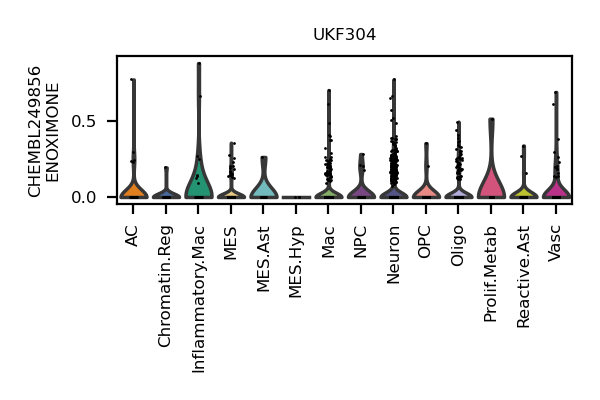 UKF304
CHEMBL249856
ENOXIMONE
0.5
0.0
AC
Chromatin.Reg
Inflammatory.Mac
MES
MES.Ast
MES.Hyp
Mac
NPC
Neuron
OPC
Oligo
Prolif.Metab
Reactive.Ast
Vasc